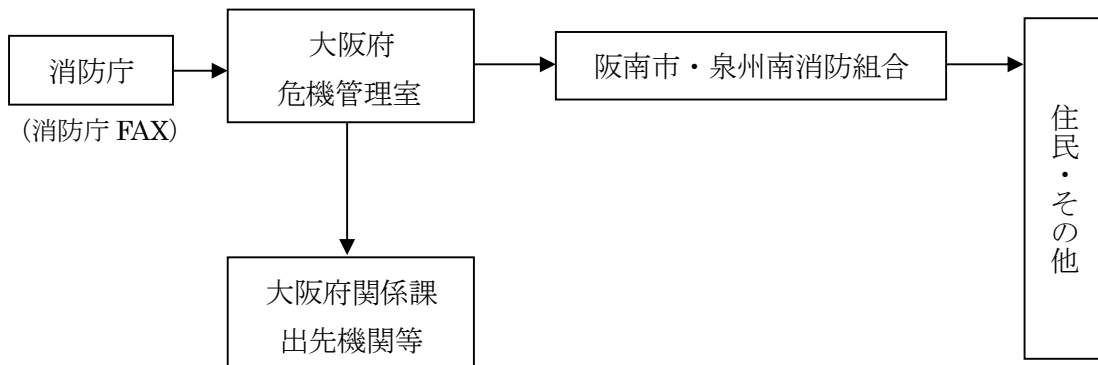 消防庁
(消防庁 FAX)
大阪府
危機管理室
阪南市・泉州南消防組合
住民・その他
大阪府関係課
出先機関等